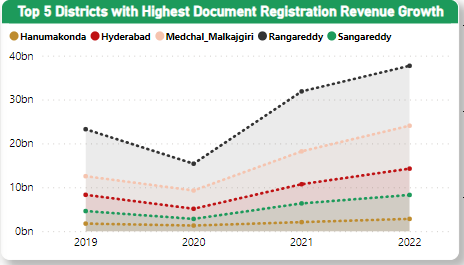 Top 5 Districts with Highest Document Registration Revenue Growth
Hanumakonda Hyderabad Medchal_Malkajgiri Rangareddy Sangareddy
40bn
30bn
20bn
10bn
0bn
2019 2020 2021 2022